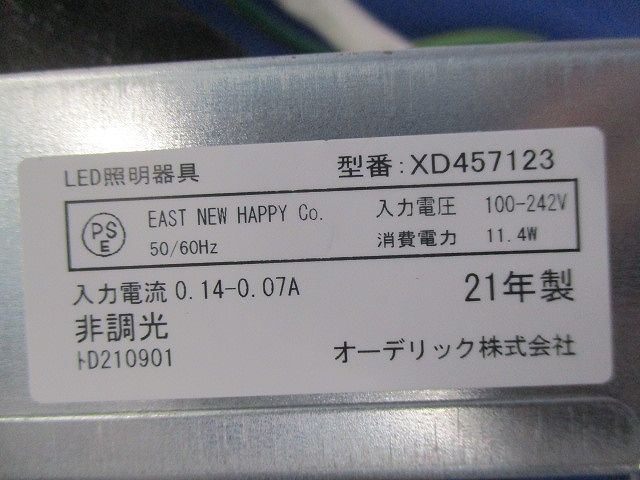 LED照明器具
型番:XD457123
PS
E
EAST NEW HAPPY Co.
入力電圧 100-242V
50/60Hz
消費電力 11.4W
入力電流 0.14-0.07A
21年製
非調光
ﾄD210901
オーデリック株式会社